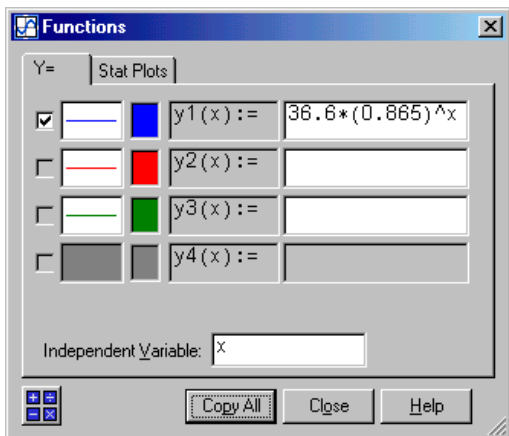 Functions
Y= Stat Plots
y1(x):= 36.6*(0.865)^x
y2(x):=
y3(x):=
y4(x):=
Independent Variable: x
Copy All Close Help